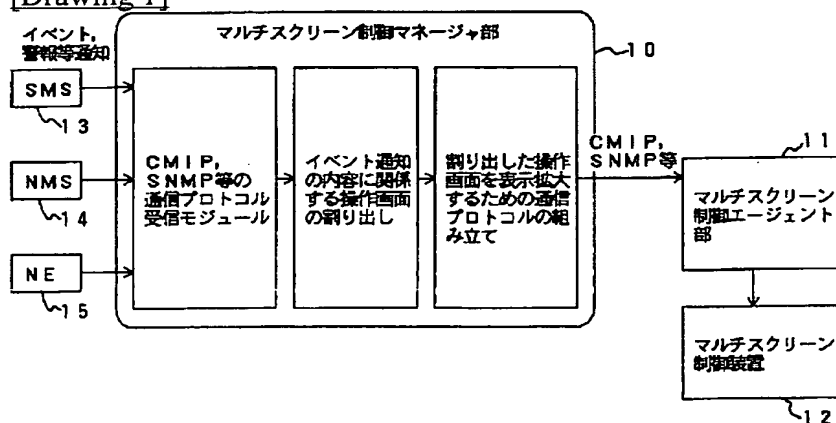 [Drawing 1]
イベント,
警報等通知
マルチスクリーン制御マネージャ部
10
SMS
13
NMS
14
NE
15
CMIP,
SNMP等の
通信プロトコル
受信モジュール
イベント通知
の内容に関係
する操作画面
の割り出し
割り出した操作
画面を表示拡大
するための通信
プロトコルの組
み立て
CMIP,
SNMP等
11
マルチスクリーン
制御エージェント
部
マルチスクリーン
制御装置
12